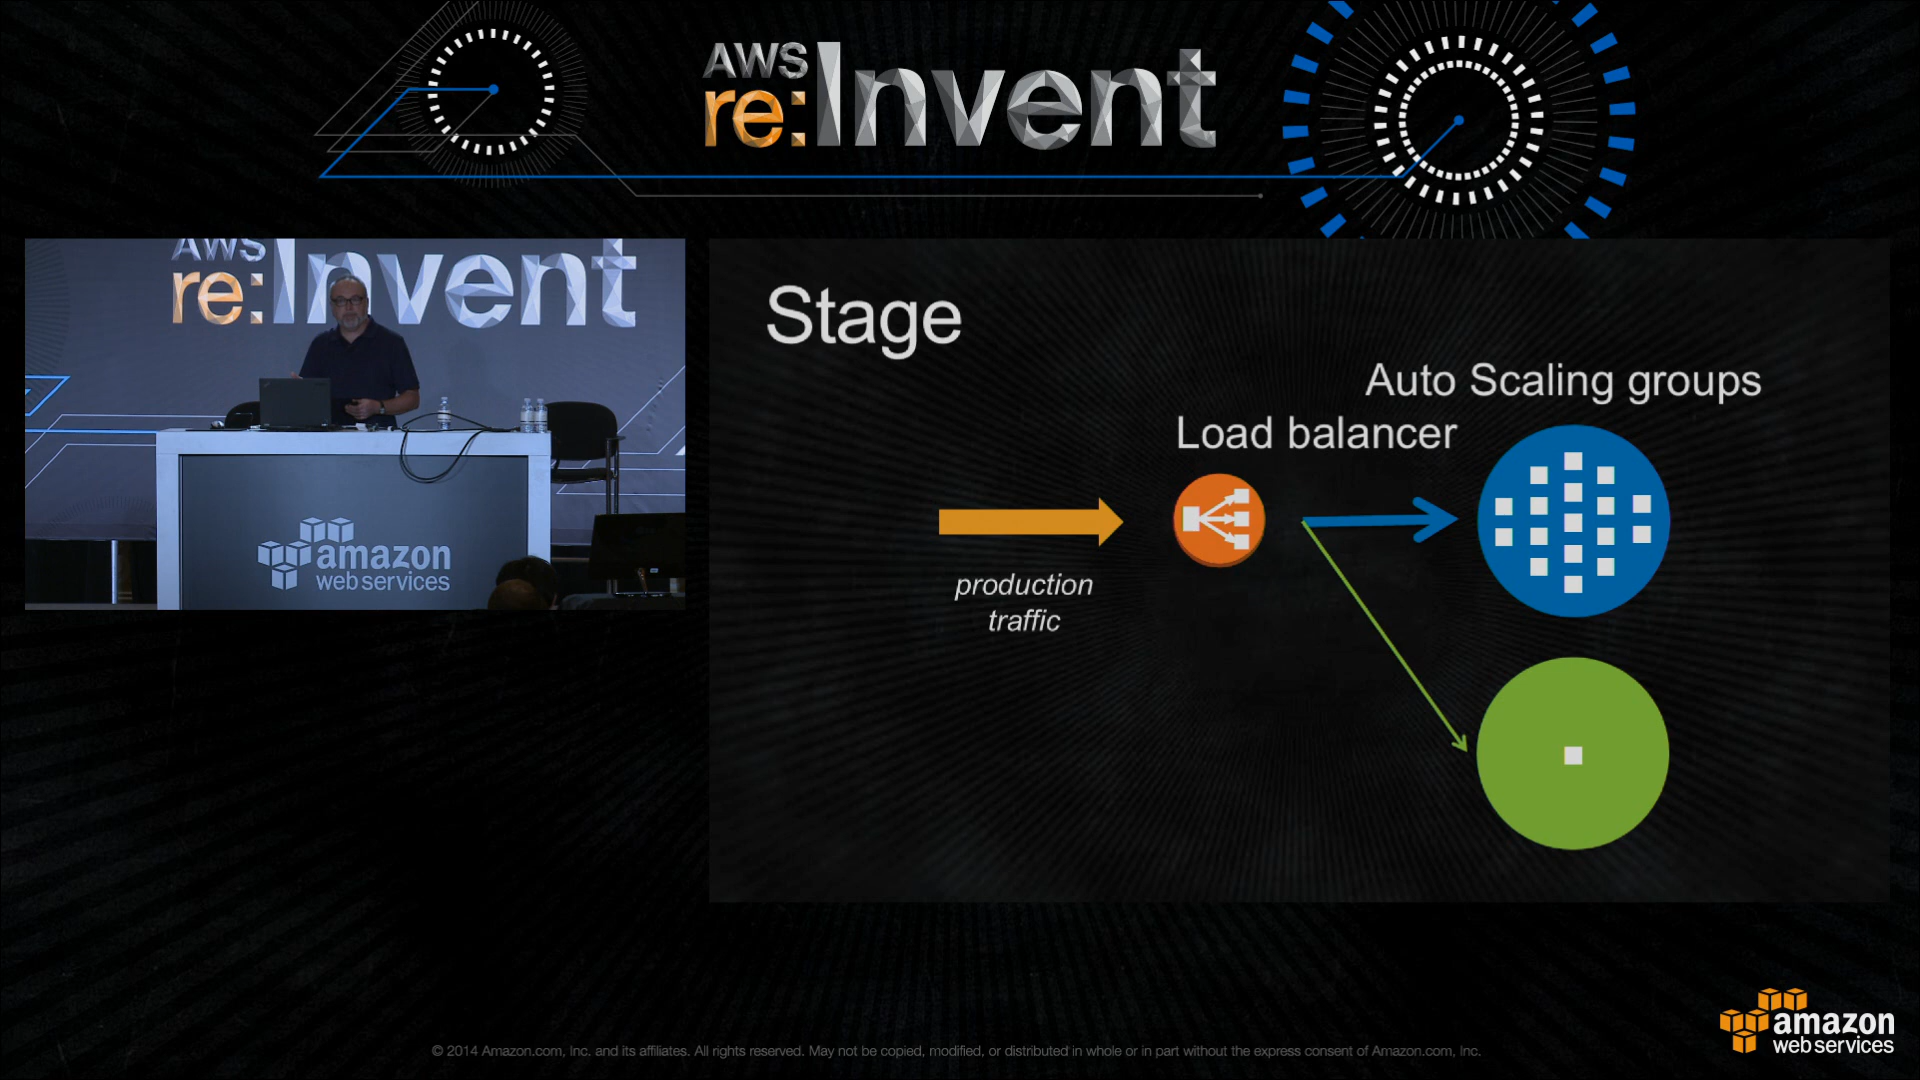 AWS
re:Invent
AWS
re:Invent
amazon
web services
Stage
Auto Scaling groups
Load balancer
production
traffic
amazon
web services
© 2014 Amazon.com, Inc. and its affiliates. All rights reserved. May not be copied, modified, or distributed in whole or in part without the express consent of Amazon.com, Inc.